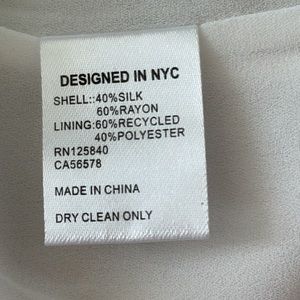 DESIGNED IN NYC
SHELL::40%SILK
60%RAYON
LINING:60%RECYCLED
40%POLYESTER
RN125840
CA56578
MADE IN CHINA
DRY CLEAN ONLY